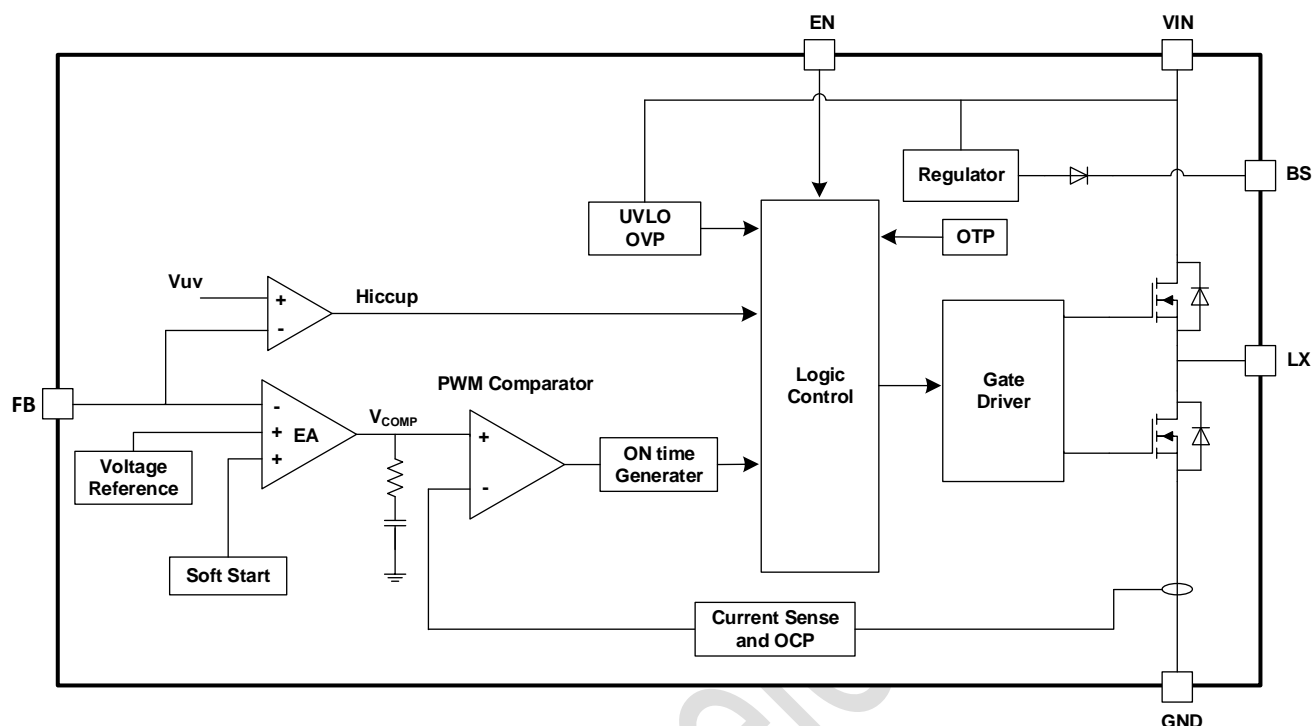 EN
VIN
Regulator
BS
UVLO
OVP
OTP
Vuv
+
-
Hiccup
Logic
Control
Gate
Driver
LX
FB
PWM Comparator
-
+
+
EA
VCOMP
+
-
ON time
Generater
Voltage
Reference
Soft Start
Current Sense
and OCP
GND